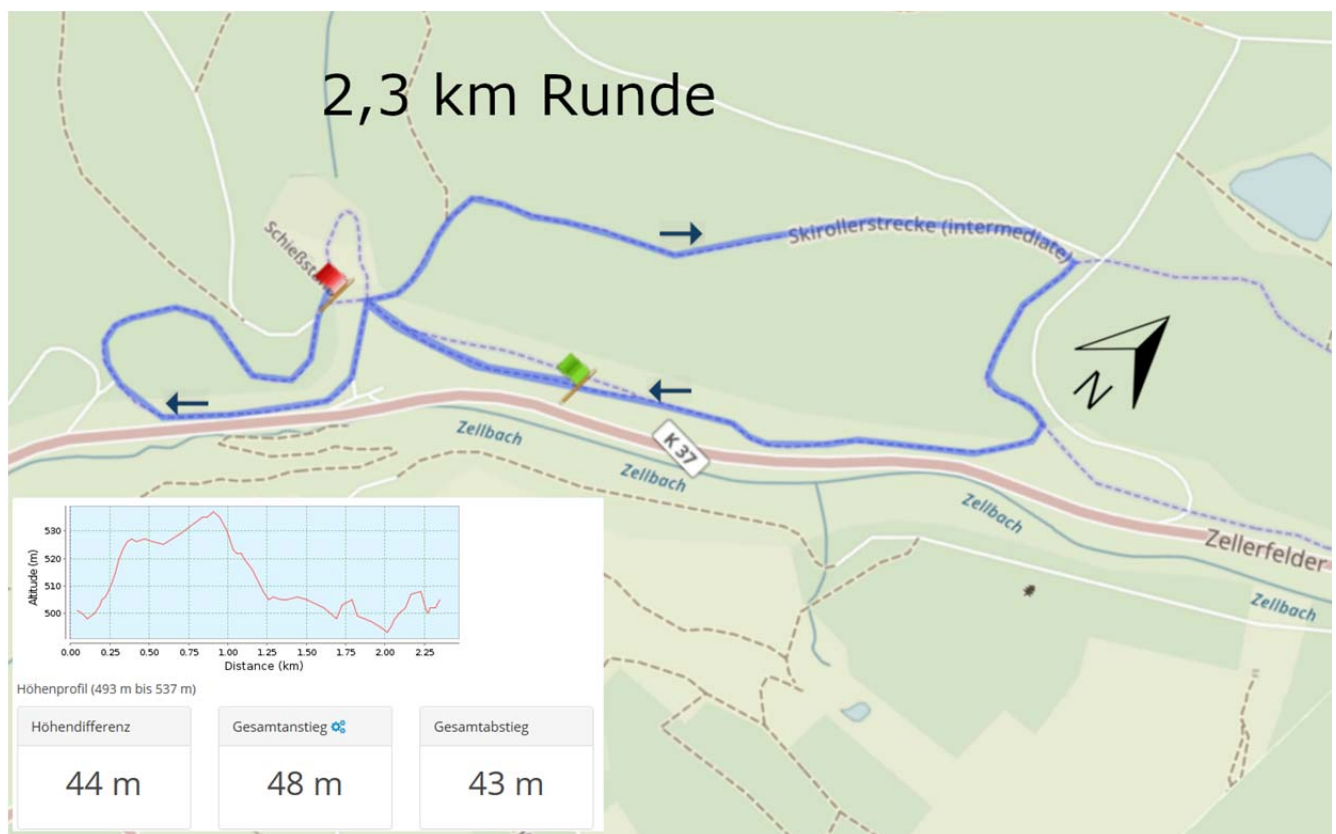 2,3 km Runde
Schießstand
Skirollerstrecke (intermediate)
N
Zellbach
K 37
Zellbach
Zellbach
Zellerfelder
Zellbach
530
520
510
500
Altitude (m)
0.00 0.25 0.50 0.75 1.00 1.25 1.50 1.75 2.00 2.25
Distance (km)
Höhenprofil (493 m bis 537 m)
Höhendifferenz
44 m
Gesamtanstieg
48 m
Gesamtabstieg
43 m